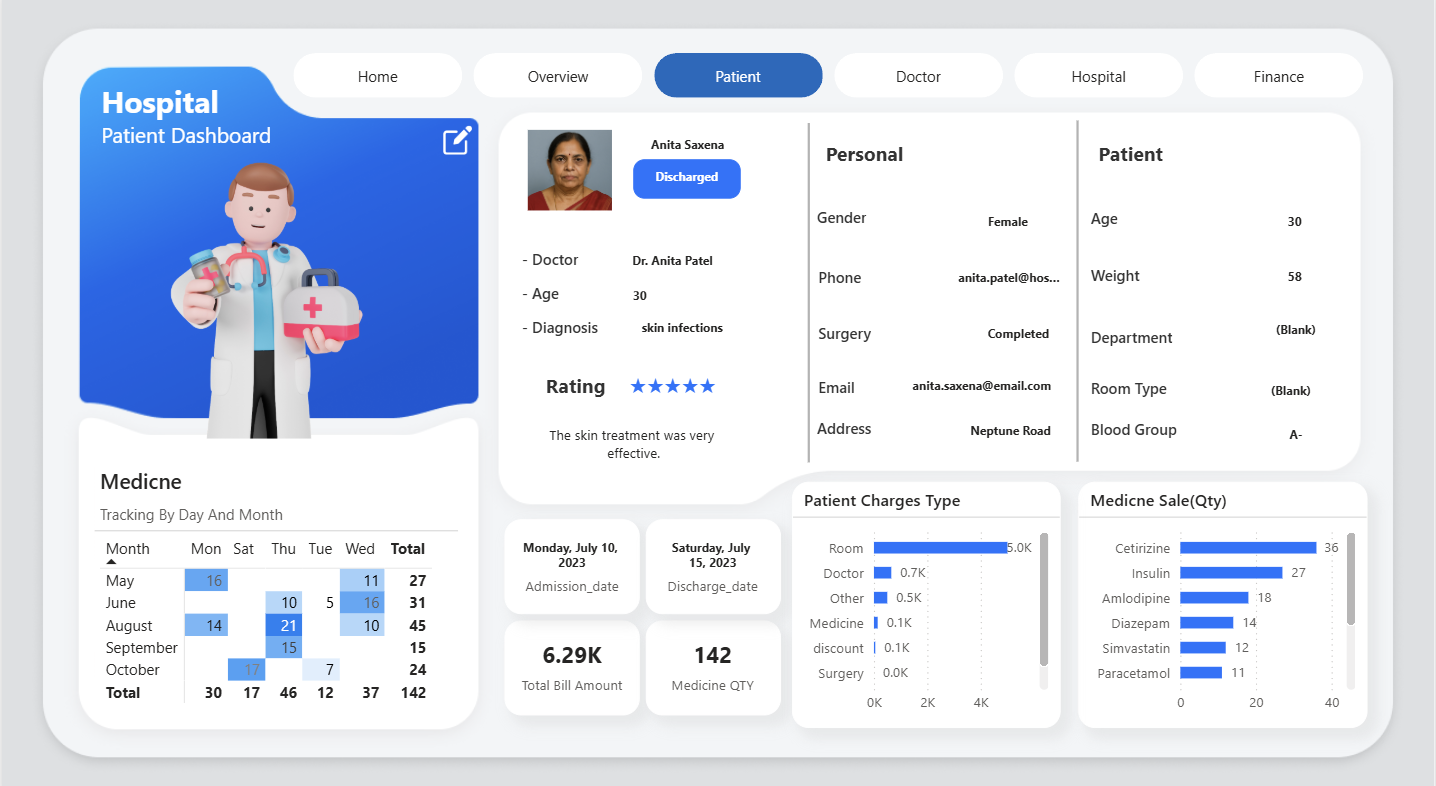 Home
Overview
Patient
Doctor
Hospital
Finance
Hospital
Patient Dashboard
Anita Saxena
Discharged
- Doctor Dr. Anita Patel
- Age 30
- Diagnosis skin infections
Rating ★★★★★
The skin treatment was very
effective.
Personal
Gender Female
Phone anita.patel@hos...
Surgery Completed
Email anita.saxena@email.com
Address Neptune Road
Patient
Age 30
Weight 58
Department (Blank)
Room Type (Blank)
Blood Group A-
Medicne
Tracking By Day And Month
Month Mon Sat Thu Tue Wed Total
May 16 11 27
June 10 5 16 31
August 14 21 10 45
September 15 15
October 17 7 24
Total 30 17 46 12 37 142
Monday, July 10,
2023
Admission_date
Saturday, July
15, 2023
Discharge_date
6.29K
Total Bill Amount
142
Medicine QTY
Patient Charges Type
Room 5.0K
Doctor 0.7K
Other 0.5K
Medicine 0.1K
discount 0.1K
Surgery 0.0K
0K 2K 4K
Medicne Sale(Qty)
Cetirizine 36
Insulin 27
Amlodipine 18
Diazepam 14
Simvastatin 12
Paracetamol 11
0 20 40